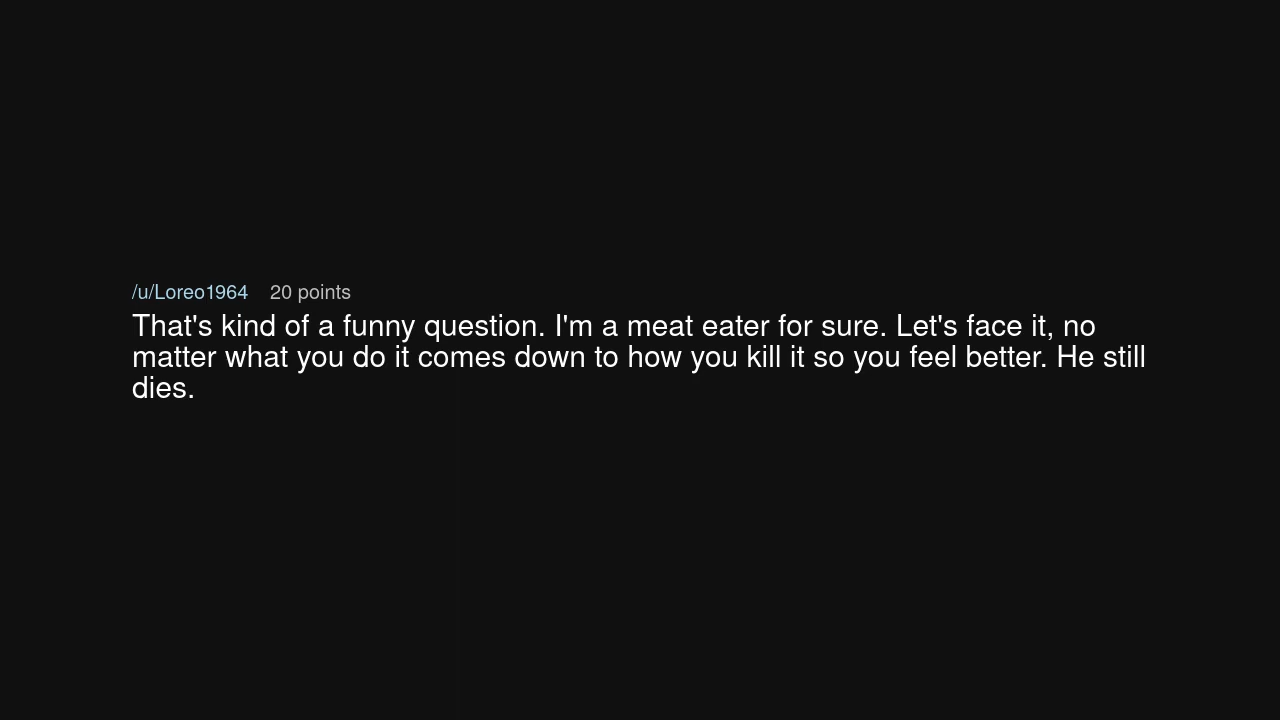 /u/Loreo1964 20 points
That's kind of a funny question. I'm a meat eater for sure. Let's face it, no
matter what you do it comes down to how you kill it so you feel better. He still
dies.